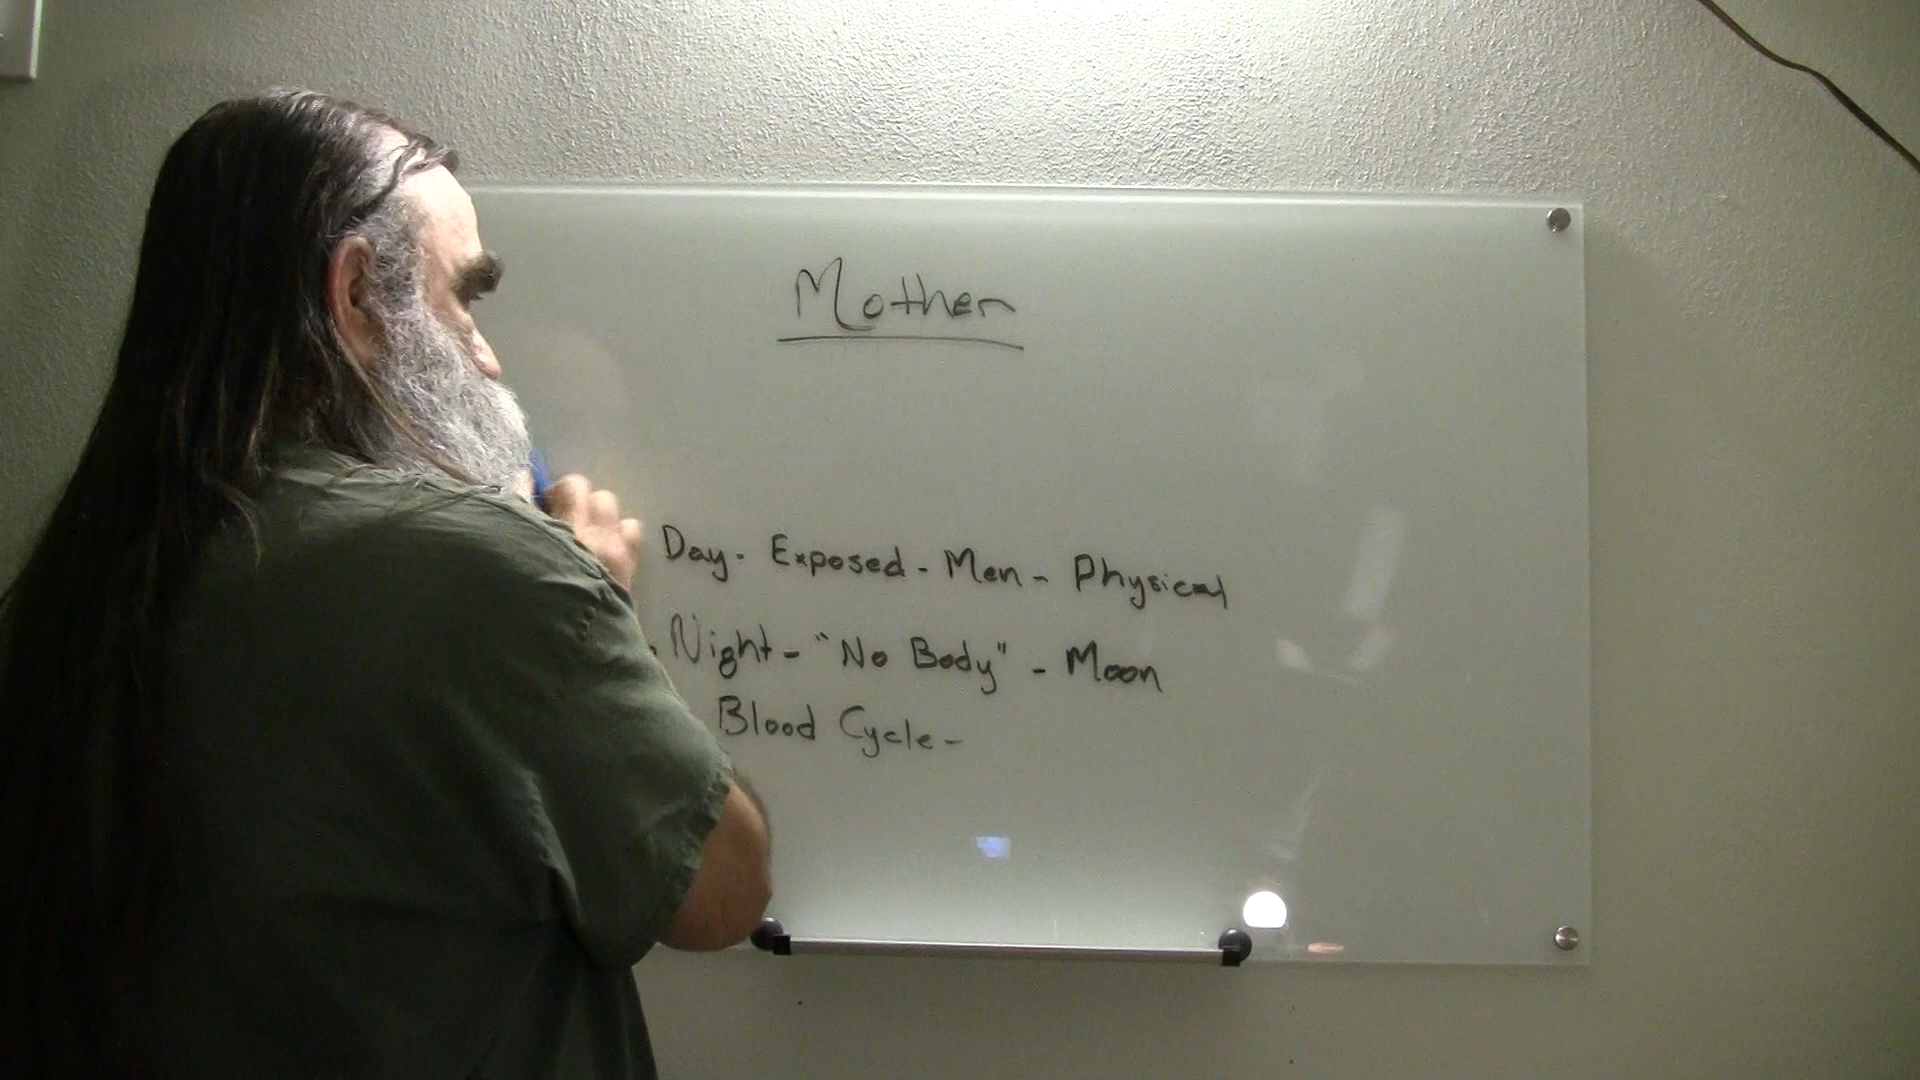 Mother
Day - Exposed - Men - Physical
Night - "No Body" - Moon
Blood Cycle -